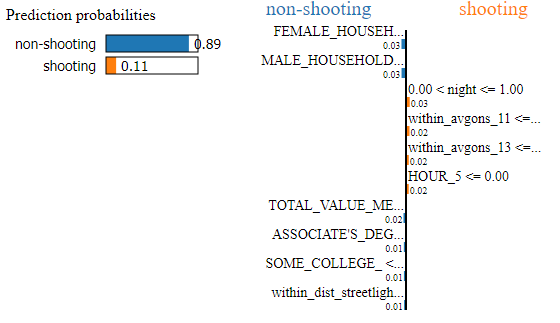 Prediction probabilities
non-shooting 0.89
shooting 0.11
non-shooting shooting
FEMALE_HOUSEH...
0.03
MALE_HOUSEHOLD...
0.03
0.00 < night <= 1.00
0.03
within_avgons_11 <=...
0.02
within_avgons_13 <=...
0.02
HOUR_5 <= 0.00
0.02
TOTAL_VALUE_ME...
0.02
ASSOCIATE'S_DEG...
0.01
SOME_COLLEGE_ <...
0.01
within_dist_streetligh...
0.01